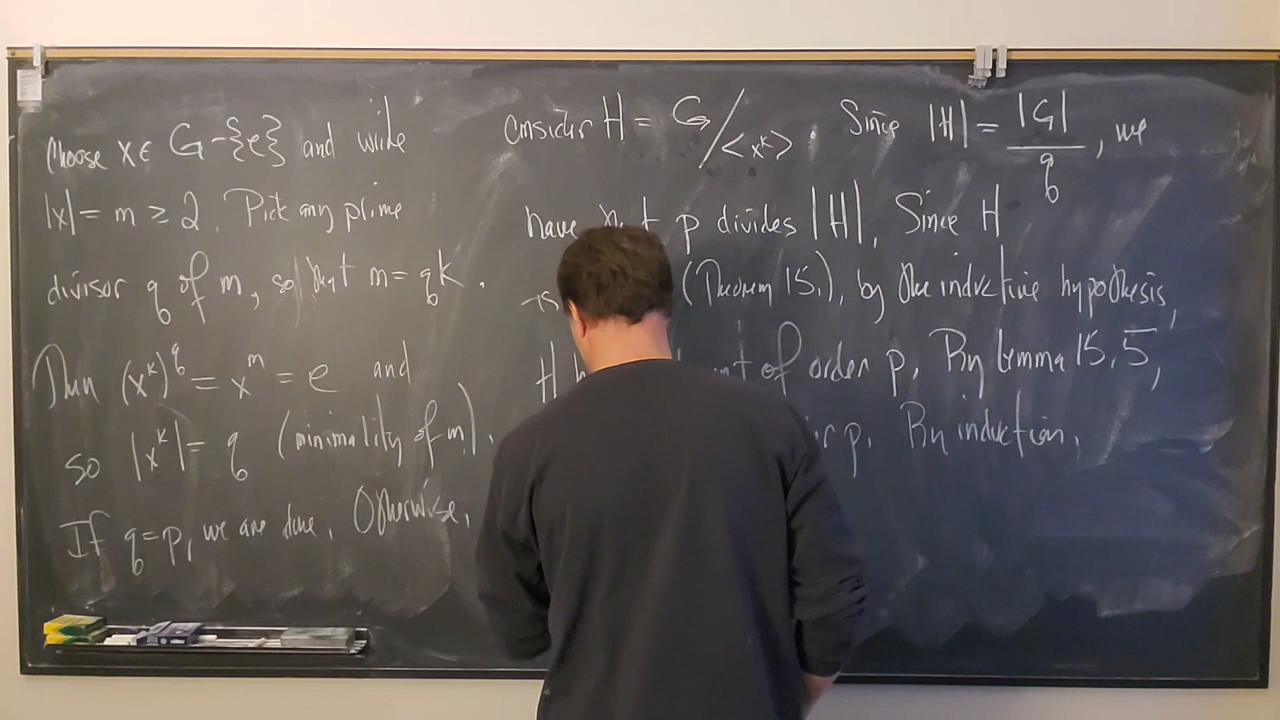 Choose x ∈ G-{e} and write
|x| = m ≥ 2. Pick any prime
divisor q of m, so that m = qk.
Then (x^k)^q = x^m = e and
so |x^k| = q (minimality of m).
If q=p, we are done. Otherwise,
consider H = G/<x^k>. Since |H| = |G|/q, we
have p divides |H|. Since H
is (Theorem 15.1), by the inductive hypothesis,
H of order p. By Lemma 15.5,
p. By induction,